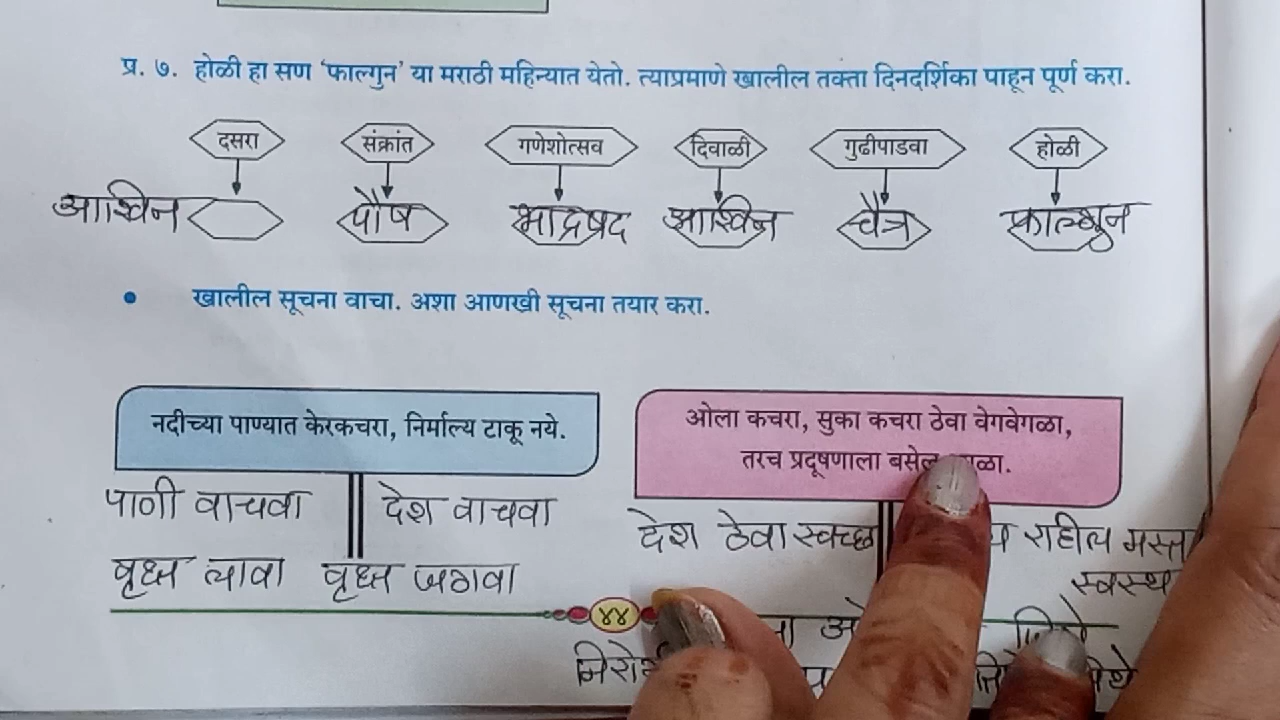 प्र. ७. होळी हा सण ‘फाल्गुन’ या मराठी महिन्यात येतो. त्याप्रमाणे खालील तक्ता दिनदर्शिका पाहून पूर्ण करा.
दसरा संक्रांत गणेशोत्सव दिवाळी गुढीपाडवा होळी
आश्विन पौष भाद्रपद आश्विन चैत्र फाल्गुन
• खालील सूचना वाचा. अशा आणखी सूचना तयार करा.
नदीच्या पाण्यात केरकचरा, निर्माल्य टाकू नये.
ओला कचरा, सुका कचरा ठेवा वेगवेगळा,
तरच प्रदूषणाला बसेल
पाणी वाचवा देश वाचवा
देश ठेवा स्वच्छ राहील मस्त
वृक्ष लावा वृक्ष जगवा
स्वस्थ
४४